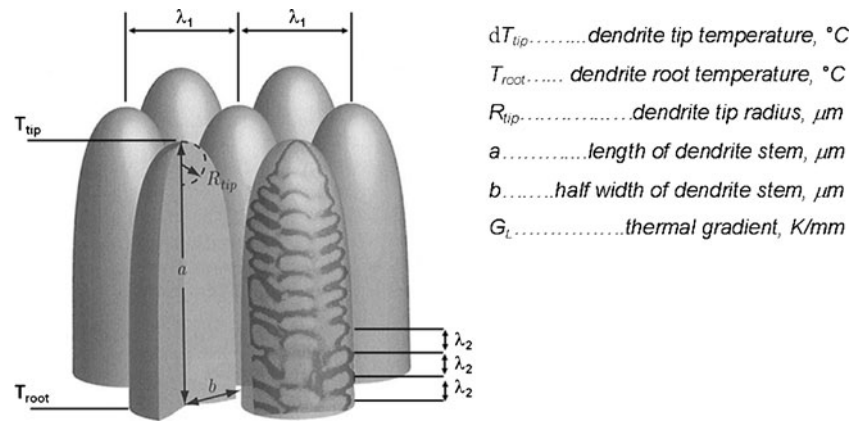 λ1
λ1
Ttip
Rtip
a
b
Troot
λ2
λ2
λ2
dTtip.........dendrite tip temperature, °C
Troot...... dendrite root temperature, °C
Rtip..................dendrite tip radius, μm
a.............length of dendrite stem, μm
b........half width of dendrite stem, μm
GL................thermal gradient, K/mm